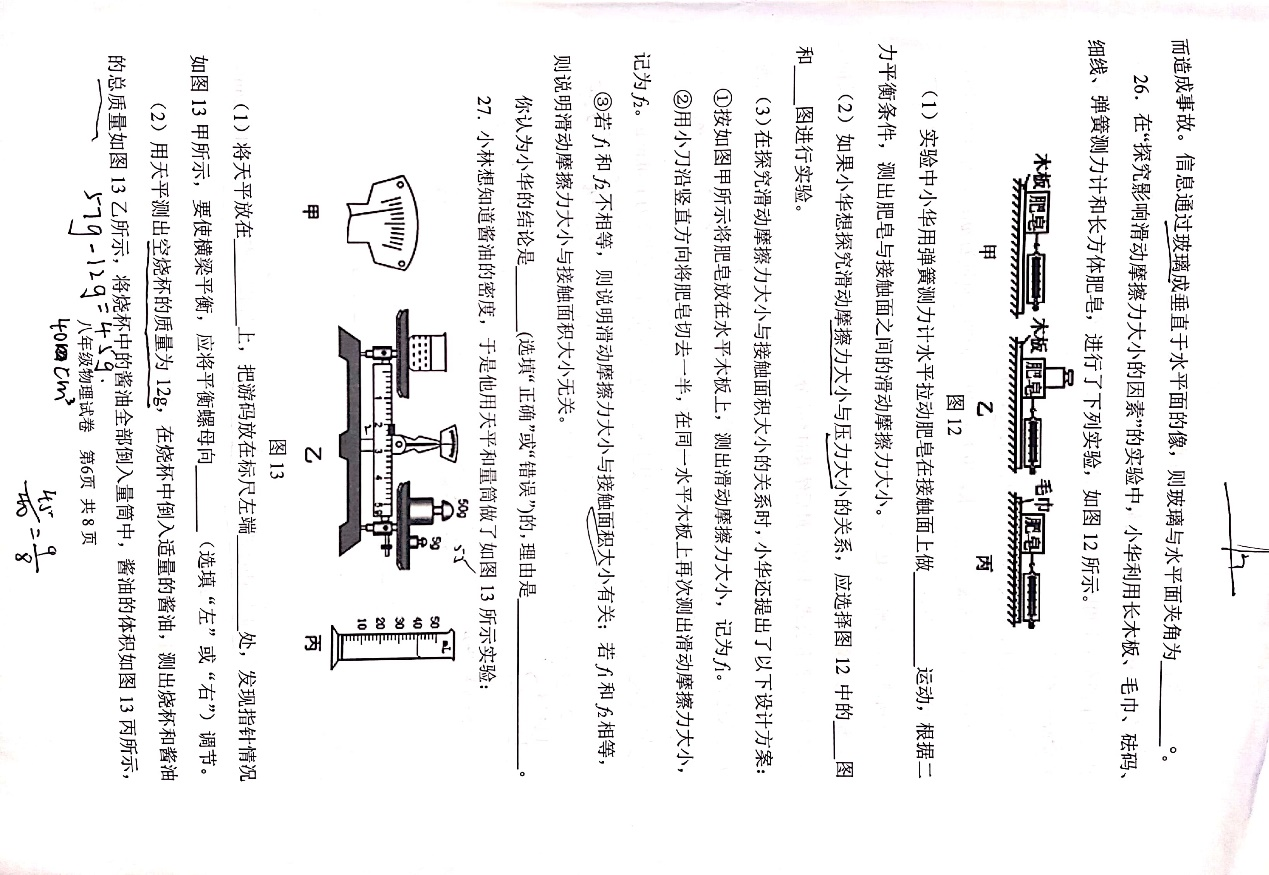 而造成事故。信息通过玻璃成垂直于水平面的像，则玻璃与水平面夹角为________。
26. 在“探究影响滑动摩擦力大小的因素”的实验中，小华利用长木板、毛巾、砝码、
细线、弹簧测力计和长方体肥皂，进行了下列实验，如图 12 所示。
木板 肥皂 木板 肥皂 毛巾 肥皂
甲 乙 丙
图 12
（1）实验中小华用弹簧测力计水平拉动肥皂在接触面上做________运动，根据二
力平衡条件，测出肥皂与接触面之间的滑动摩擦力大小。
（2）如果小华想探究滑动摩擦力大小与压力大小的关系，应选择图 12 中的___图
和___图进行实验。
（3）在探究滑动摩擦力大小与接触面积大小的关系时，小华还提出了以下设计方案：
①按如图甲所示将肥皂放在水平木板上，测出滑动摩擦力大小，记为 f₁。
②用小刀沿竖直方向将肥皂切去一半，在同一水平木板上再次测出滑动摩擦力大小，
记为 f₂。
③若 f₁ 和 f₂ 不相等，则说明滑动摩擦力大小与接触面积大小有关；若 f₁ 和 f₂ 相等，
则说明滑动摩擦力大小与接触面积大小无关。
你认为小华的结论是______(选填“正确”或“错误”)的，理由是________________。
27. 小林想知道酱油的密度，于是他用天平和量筒做了如图 13 所示实验：
50g 5g 55
1 2 3 4 5g
mL 50 40 30 20 10
甲 乙 丙
图 13
（1）将天平放在________上，把游码放在标尺左端________处，发现指针情况
如图 13 甲所示，要使横梁平衡，应将平衡螺母向______（选填“左”或“右”）调节。
（2）用天平测出空烧杯的质量为 12g，在烧杯中倒入适量的酱油，测出烧杯和酱油
的总质量如图 13 乙所示，将烧杯中的酱油全部倒入量筒中，酱油的体积如图 13 丙所示，
57g-12g=45g.
八年级物理试卷 第6页 共 8 页
45/40=9/8